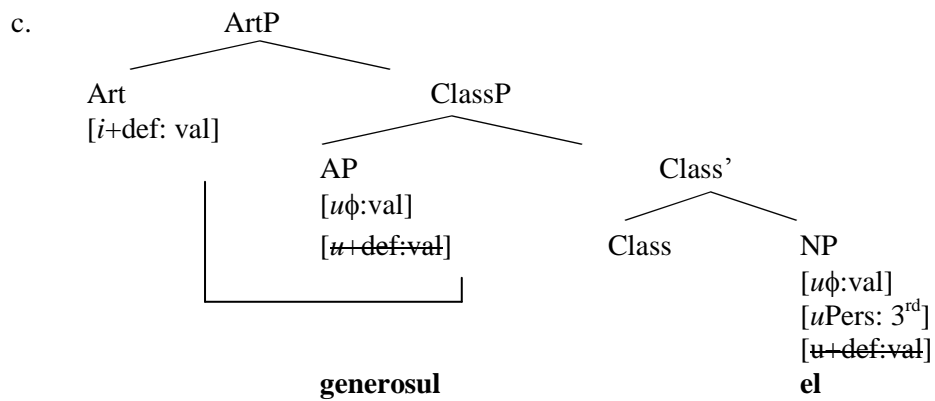 c. ArtP
Art ClassP
[i+def: val]
AP Class’
[uϕ:val]
[u+def:val] Class NP
[uϕ:val]
[uPers: 3rd]
[u+def:val]
generosul el